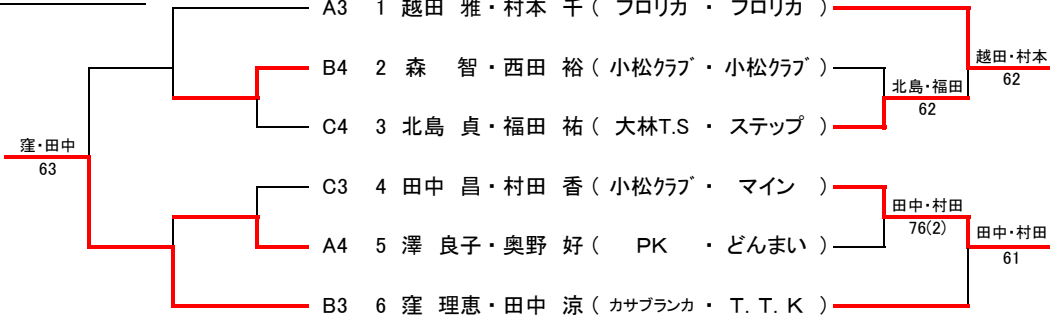 A3 1 越田 雅・村本 千 ( フロリカ ・ フロリカ )
越田・村本
62
B4 2 森 智・西田 裕 ( 小松クラブ ・ 小松クラブ )
北島・福田
62
C4 3 北島 貞・福田 祐 ( 大林T.S ・ ステップ )
窪・田中
63
C3 4 田中 昌・村田 香 ( 小松クラブ ・ マイン )
田中・村田
76(2)
田中・村田
61
A4 5 澤 良子・奥野 好 ( PK ・ どんまい )
B3 6 窪 理恵・田中 涼 ( カサブランカ ・ T.T.K )